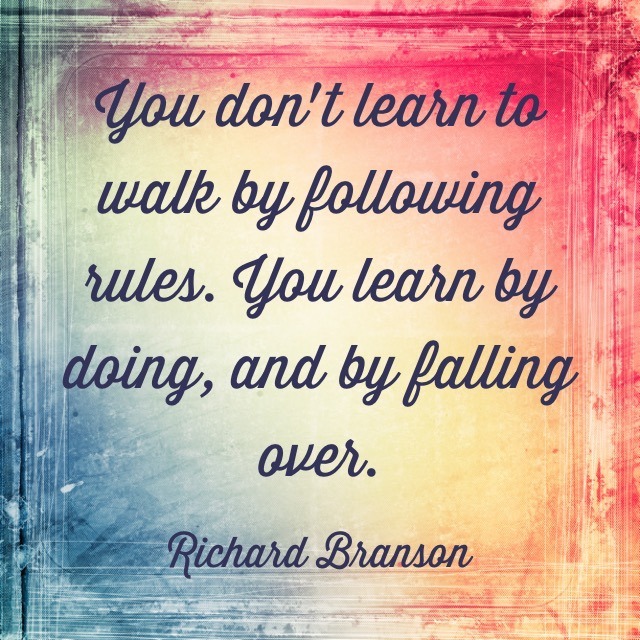 You don't learn to
walk by following
rules. You learn by
doing, and by falling
over.
Richard Branson